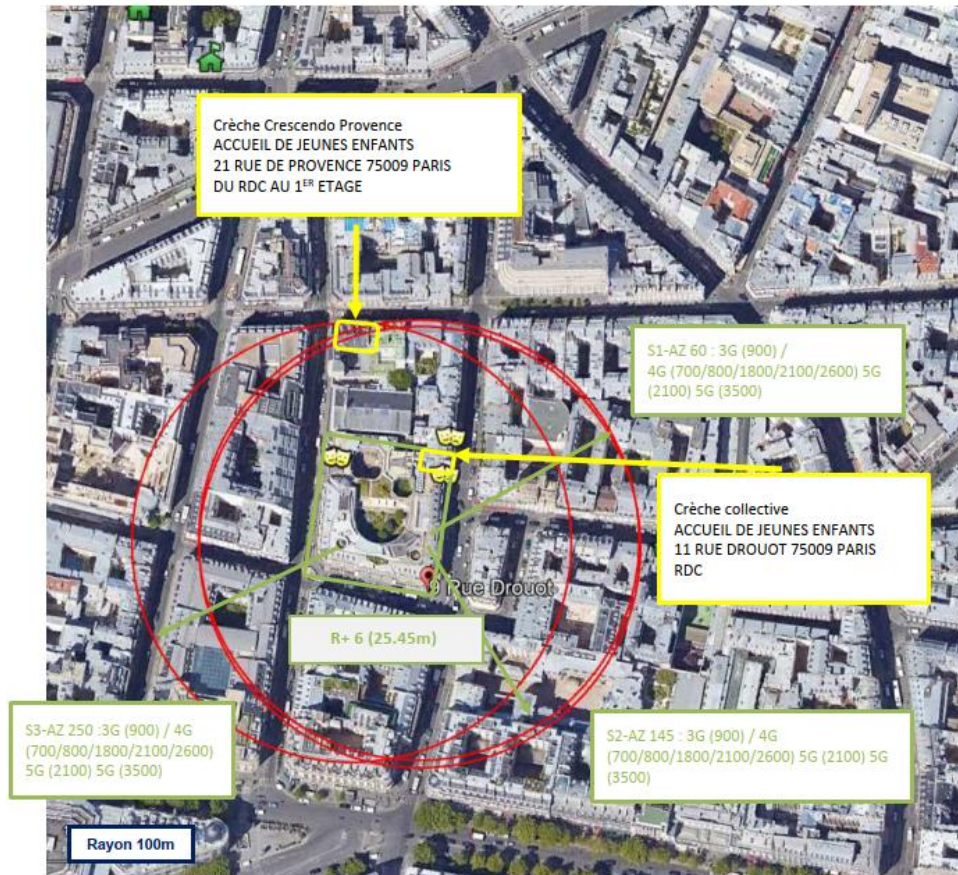 Crèche Crescendo Provence
ACCUEIL DE JEUNES ENFANTS
21 RUE DE PROVENCE 75009 PARIS
DU RDC AU 1ER ETAGE
S1-AZ 60 : 3G (900) /
4G (700/800/1800/2100/2600) 5G
(2100) 5G (3500)
Crèche collective
ACCUEIL DE JEUNES ENFANTS
11 RUE DROUOT 75009 PARIS
RDC
9 Rue Drouot
R+ 6 (25.45m)
S3-AZ 250 :3G (900) / 4G
(700/800/1800/2100/2600)
5G (2100) 5G (3500)
S2-AZ 145 : 3G (900) / 4G
(700/800/1800/2100/2600) 5G (2100) 5G
(3500)
Rayon 100m